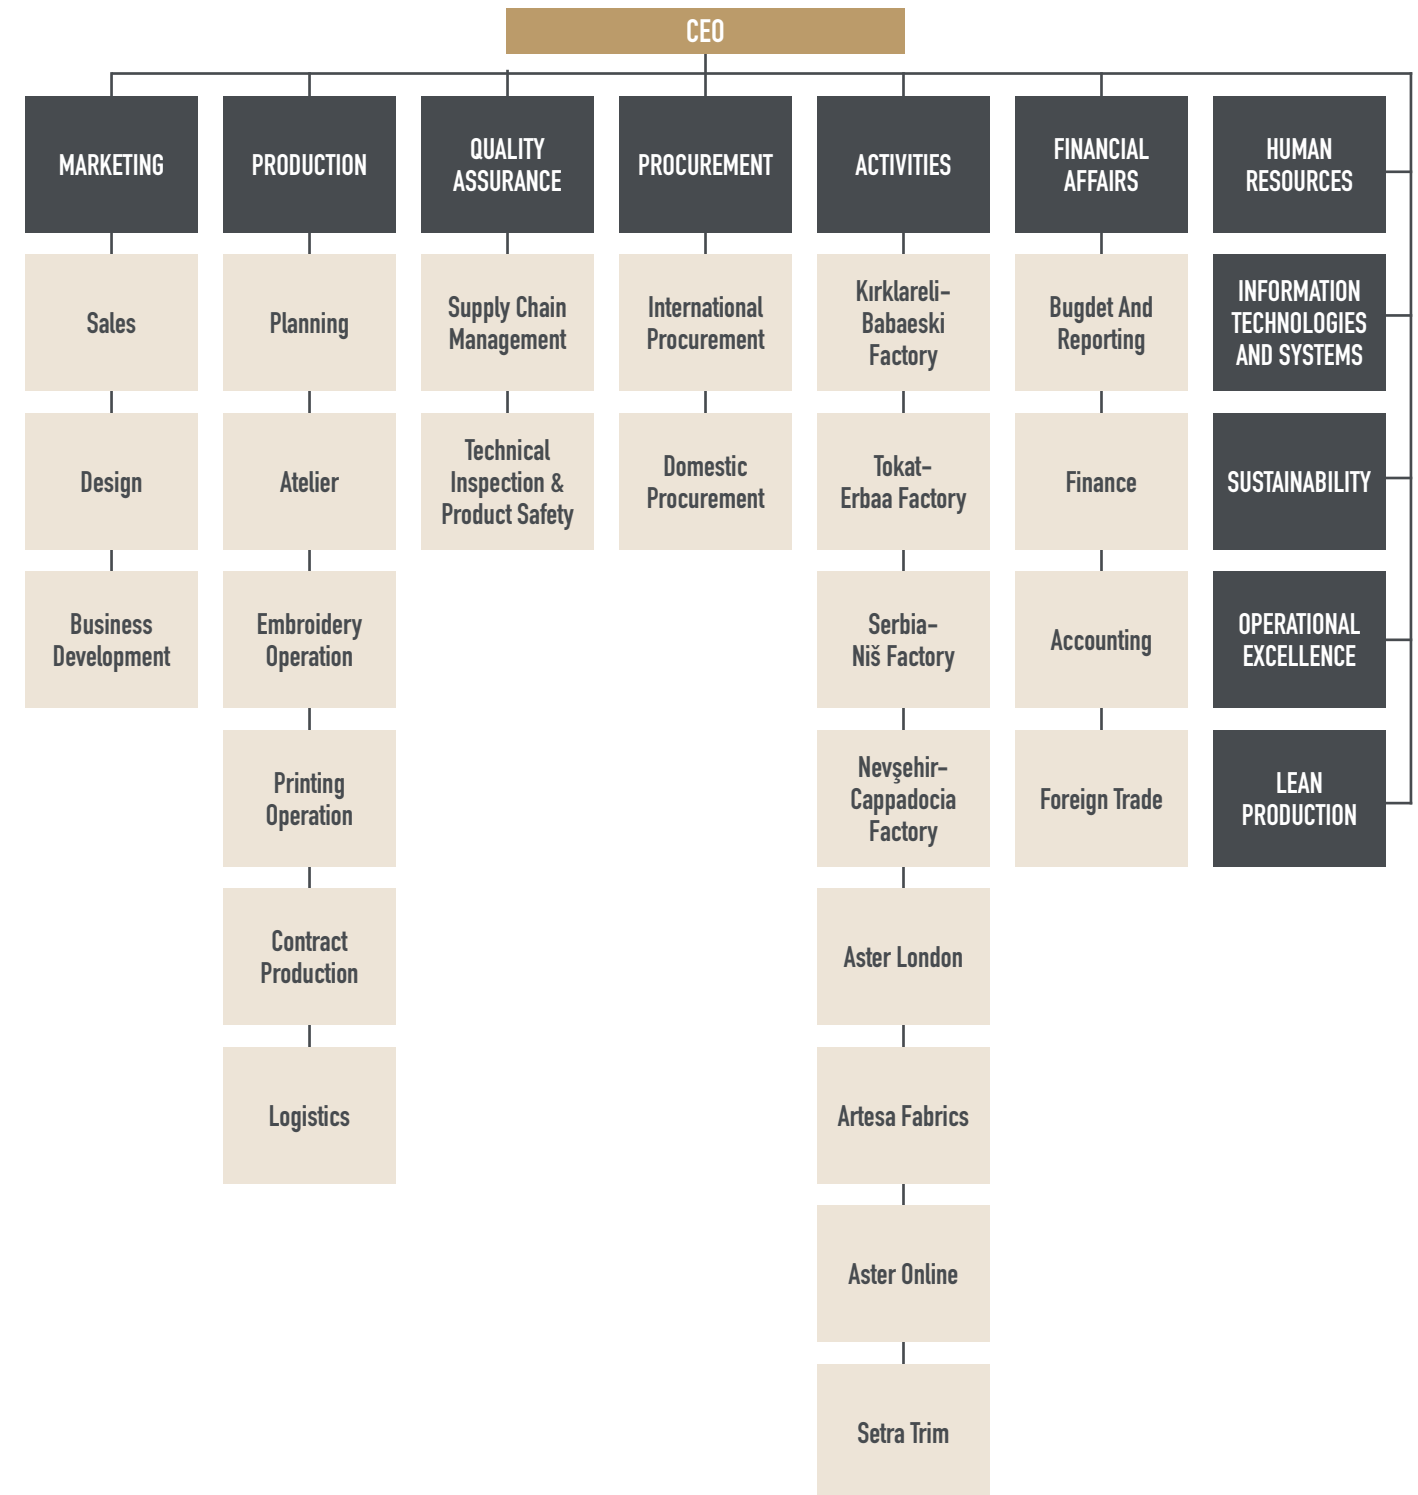 CEO
MARKETING
PRODUCTION
QUALITY
ASSURANCE
PROCUREMENT
ACTIVITIES
FINANCIAL
AFFAIRS
HUMAN
RESOURCES
Sales
Planning
Supply Chain
Management
International
Procurement
Kırklareli-
Babaeski
Factory
Bugdet And
Reporting
INFORMATION
TECHNOLOGIES
AND SYSTEMS
Design
Atelier
Technical
Inspection &
Product Safety
Domestic
Procurement
Tokat-
Erbaa Factory
Finance
SUSTAINABILITY
Business
Development
Embroidery
Operation
Serbia-
Niš Factory
Accounting
OPERATIONAL
EXCELLENCE
Printing
Operation
Nevşehir-
Cappadocia
Factory
Foreign Trade
LEAN
PRODUCTION
Contract
Production
Aster London
Logistics
Artesa Fabrics
Aster Online
Setra Trim